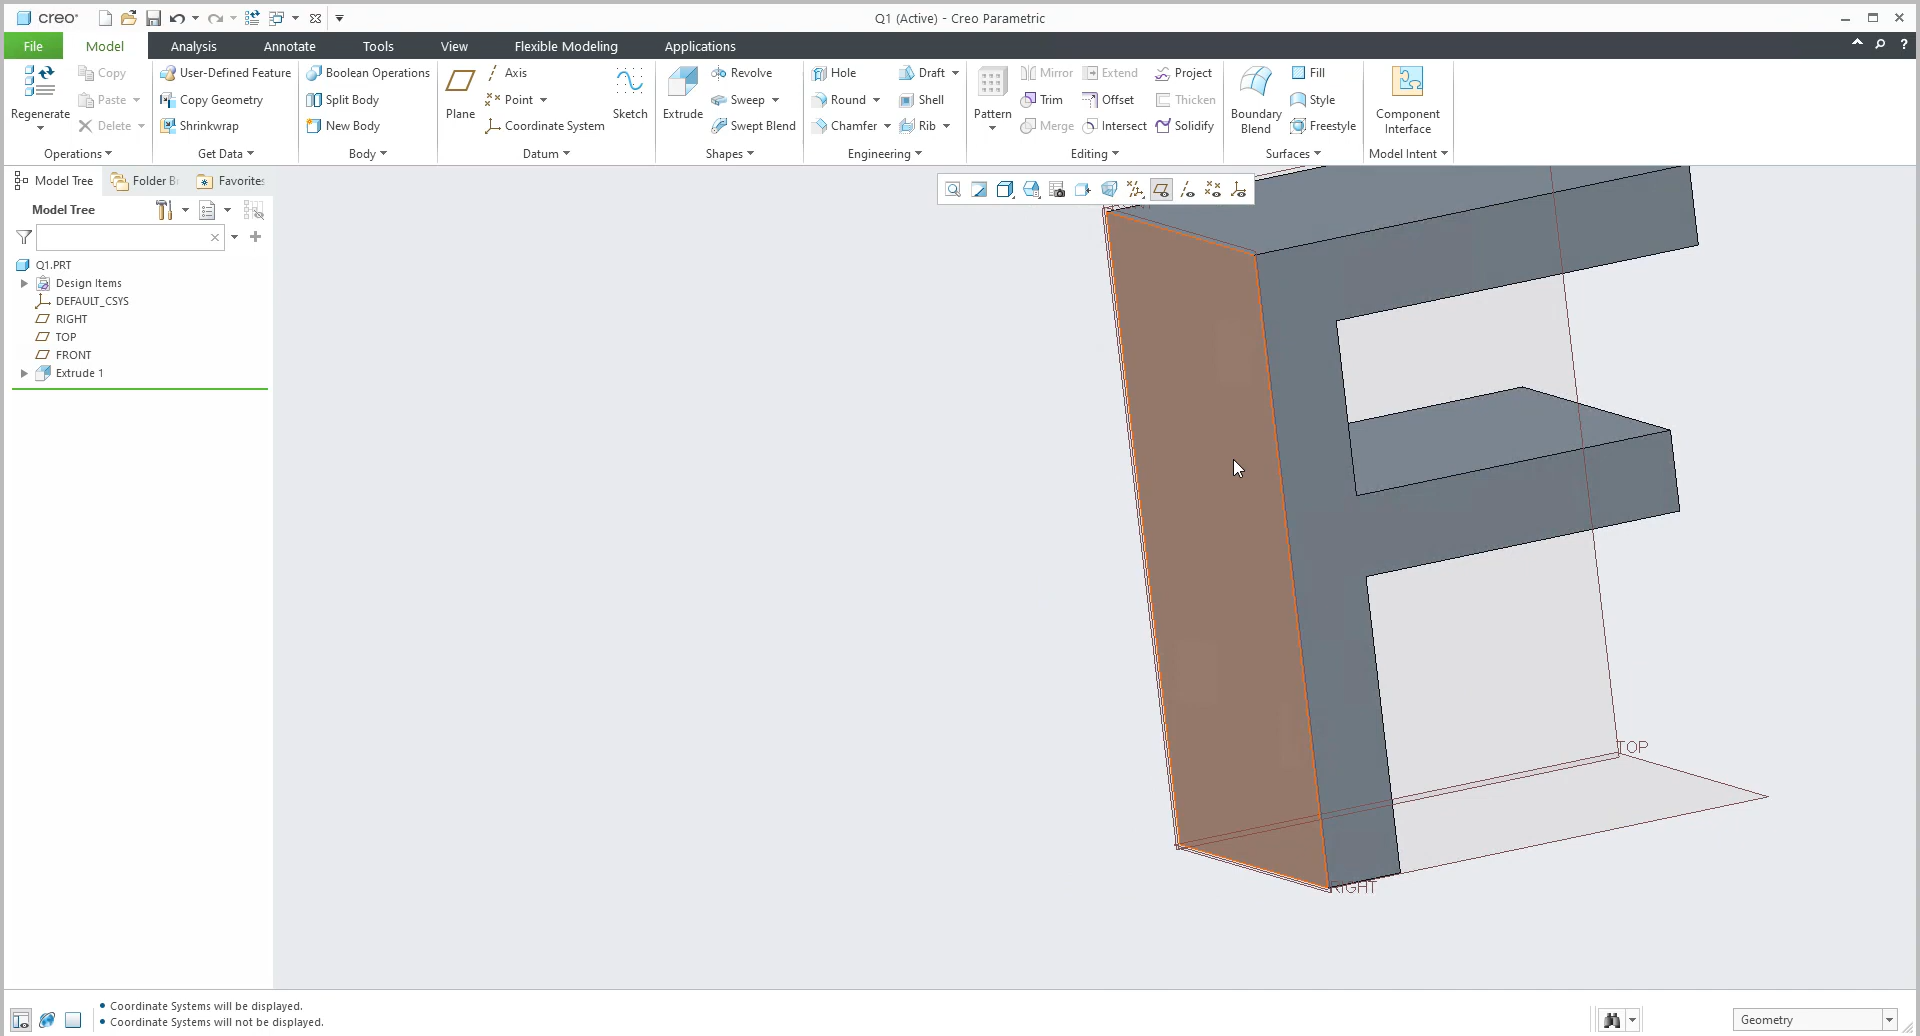 creo
Q1 (Active) - Creo Parametric
File
Model
Analysis
Annotate
Tools
View
Flexible Modeling
Applications
Regenerate
Copy
Paste
Delete
User-Defined Feature
Copy Geometry
Shrinkwrap
Boolean Operations
Split Body
New Body
Plane
Axis
Point
Coordinate System
Sketch
Extrude
Revolve
Sweep
Swept Blend
Hole
Round
Chamfer
Draft
Shell
Rib
Pattern
Mirror
Trim
Merge
Extend
Offset
Intersect
Project
Thicken
Solidify
Boundary
Blend
Fill
Style
Freestyle
Component
Interface
Operations
Get Data
Body
Datum
Shapes
Engineering
Editing
Surfaces
Model Intent
Model Tree
Folder B
Favorites
Model Tree
Q1.PRT
Design Items
DEFAULT_CSYS
RIGHT
TOP
FRONT
Extrude 1
TOP
RIGHT
• Coordinate Systems will be displayed.
• Coordinate Systems will not be displayed.
Geometry